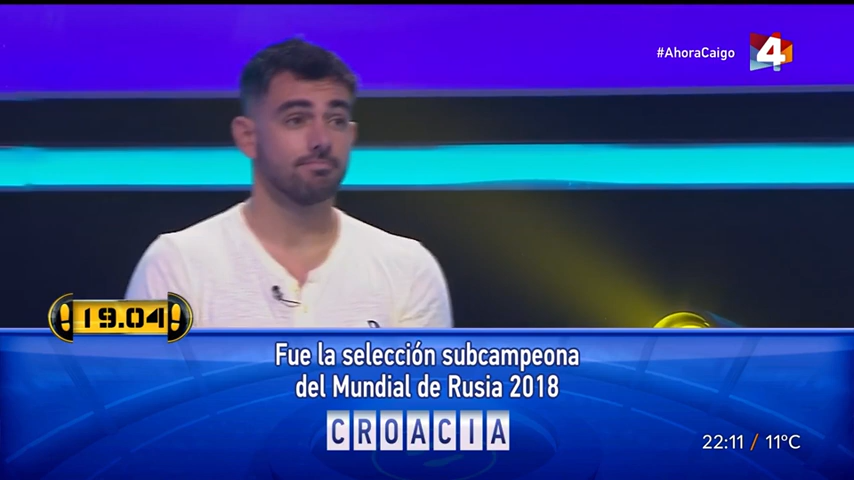 #AhoraCaigo 4
!19.04!
Fue la selección subcampeona
del Mundial de Rusia 2018
CROACIA
22:11 / 11°C